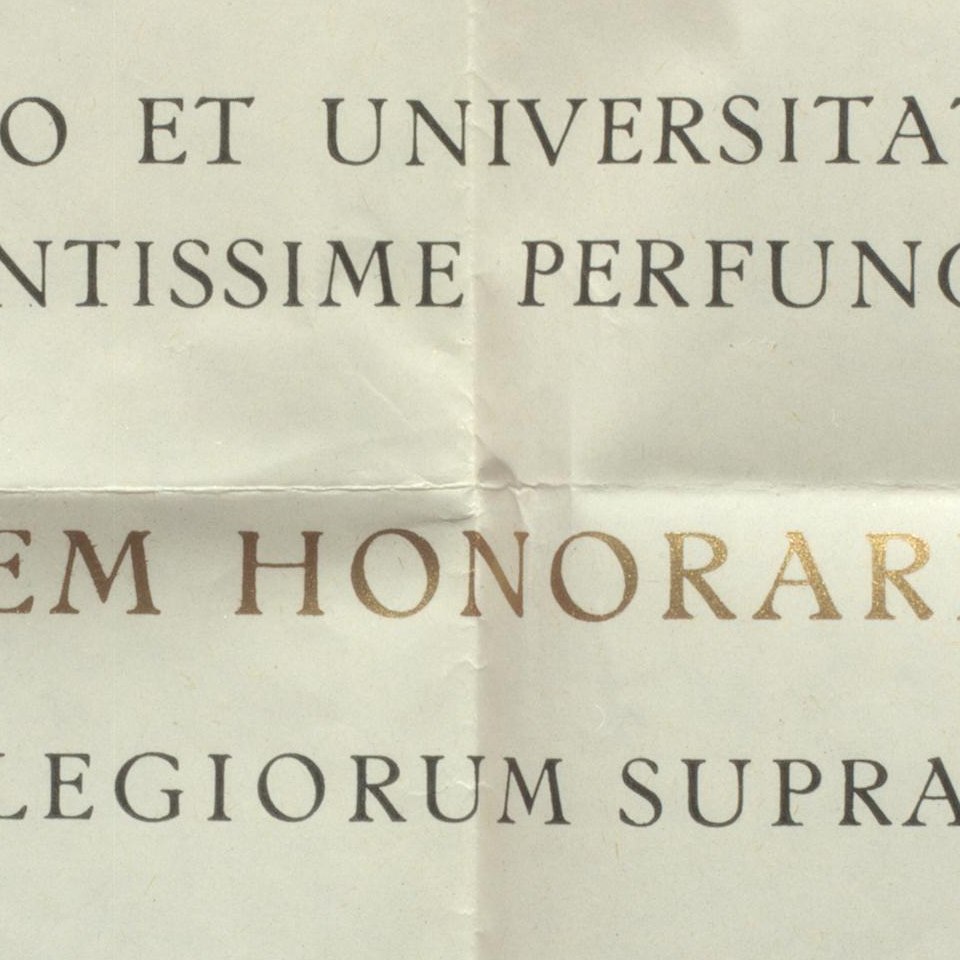 O ET UNIVERSITAT
NTISSIME PERFUNC
EM HONORARI
LEGIORUM SUPRA